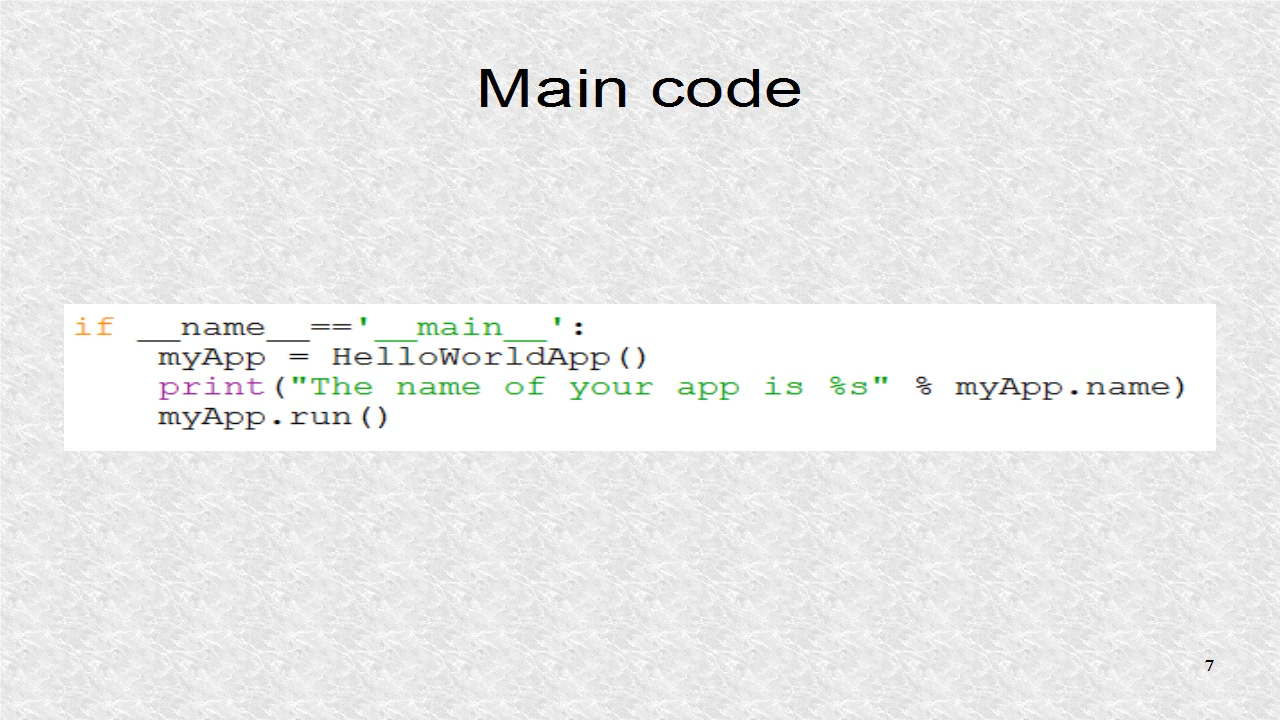 Main code
if __name__=='__main__':
    myApp = HelloWorldApp()
    print("The name of your app is %s" % myApp.name)
    myApp.run()
7